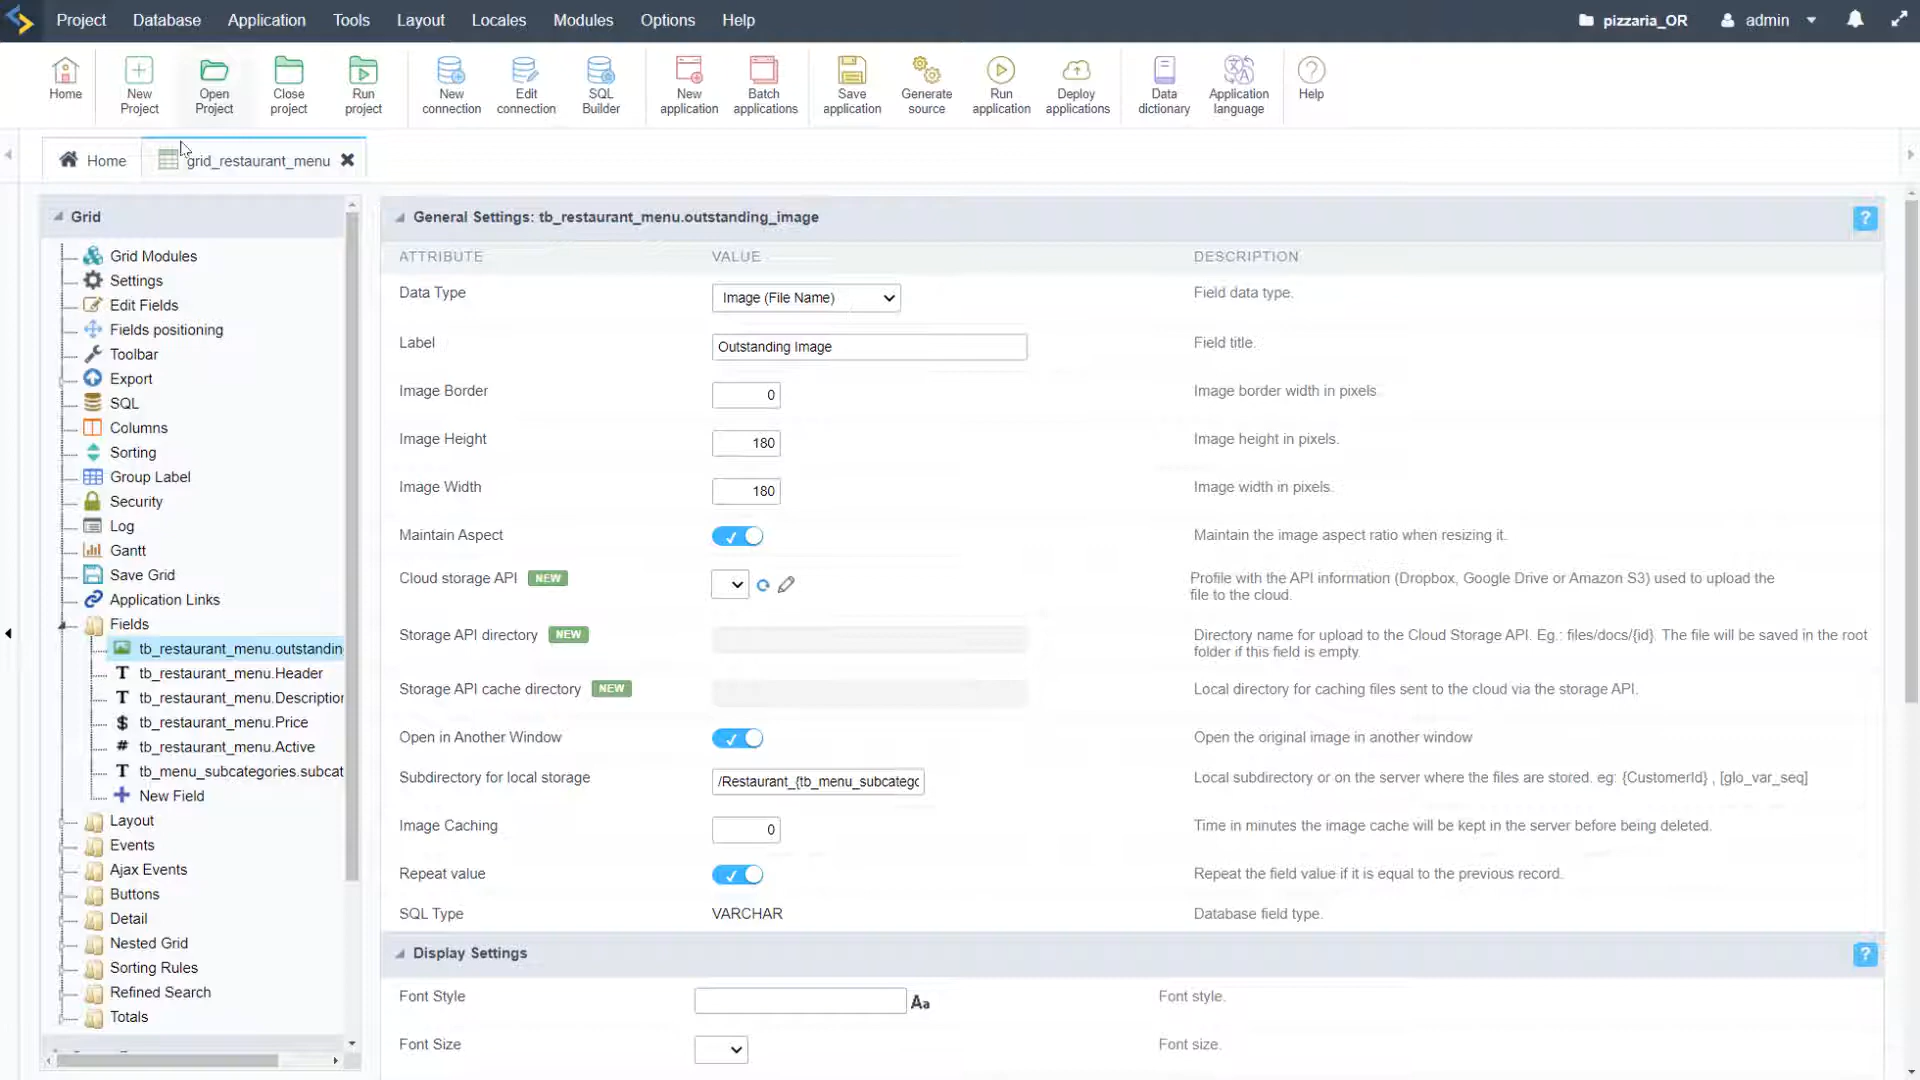 Project Database Application Tools Layout Locales Modules Options Help pizzaria_OR admin
Home
New Project
Open Project
Close project
Run project
New connection
Edit connection
SQL Builder
New application
Batch applications
Save application
Generate source
Run application
Deploy applications
Data dictionary
Application language
Help
Home grid_restaurant_menu
Grid
Grid Modules
Settings
Edit Fields
Fields positioning
Toolbar
Export
SQL
Columns
Sorting
Group Label
Security
Log
Gantt
Save Grid
Application Links
Fields
tb_restaurant_menu.outstandin
tb_restaurant_menu.Header
tb_restaurant_menu.Description
tb_restaurant_menu.Price
tb_restaurant_menu.Active
tb_menu_subcategories.subcat
New Field
Layout
Events
Ajax Events
Buttons
Detail
Nested Grid
Sorting Rules
Refined Search
Totals
General Settings: tb_restaurant_menu.outstanding_image ?
ATTRIBUTE VALUE DESCRIPTION
Data Type Image (File Name) Field data type.
Label Outstanding Image Field title.
Image Border 0 Image border width in pixels.
Image Height 180 Image height in pixels.
Image Width 180 Image width in pixels.
Maintain Aspect Maintain the image aspect ratio when resizing it.
Cloud storage API NEW Profile with the API information (Dropbox, Google Drive or Amazon S3) used to upload the
file to the cloud.
Storage API directory NEW Directory name for upload to the Cloud Storage API. Eg.: files/docs/{id}. The file will be saved in the root
folder if this field is empty.
Storage API cache directory NEW Local directory for caching files sent to the cloud via the storage API.
Open in Another Window Open the original image in another window
Subdirectory for local storage /Restaurant_{tb_menu_subcatego Local subdirectory or on the server where the files are stored. eg: {CustomerId} , [glo_var_seq]
Image Caching 0 Time in minutes the image cache will be kept in the server before being deleted.
Repeat value Repeat the field value if it is equal to the previous record.
SQL Type VARCHAR Database field type.
Display Settings ?
Font Style Aa Font style.
Font Size Font size.